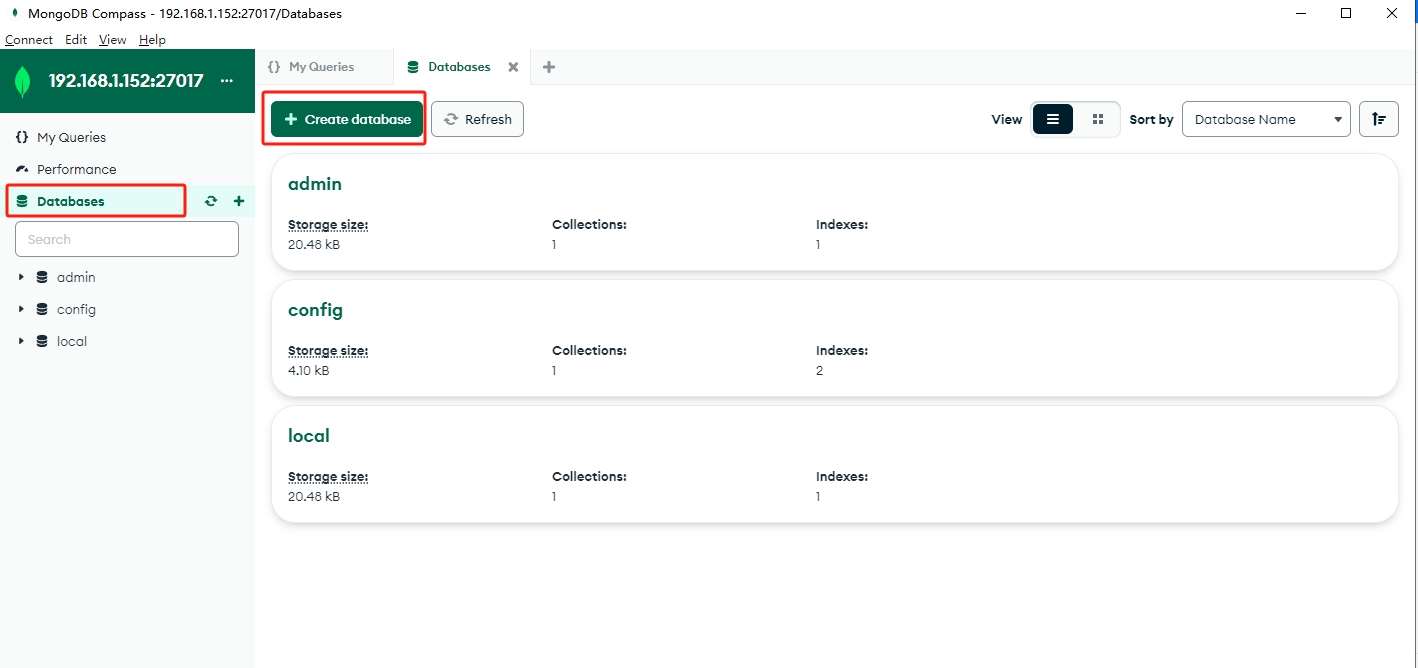 MongoDB Compass - 192.168.1.152:27017/Databases
Connect Edit View Help
192.168.1.152:27017 ...
{} My Queries
Performance
Databases
Search
admin
config
local
{} My Queries
Databases
+ Create database
Refresh
View
Sort by
Database Name
admin
Storage size: Collections: Indexes:
20.48 kB 1 1
config
Storage size: Collections: Indexes:
4.10 kB 1 2
local
Storage size: Collections: Indexes:
20.48 kB 1 1